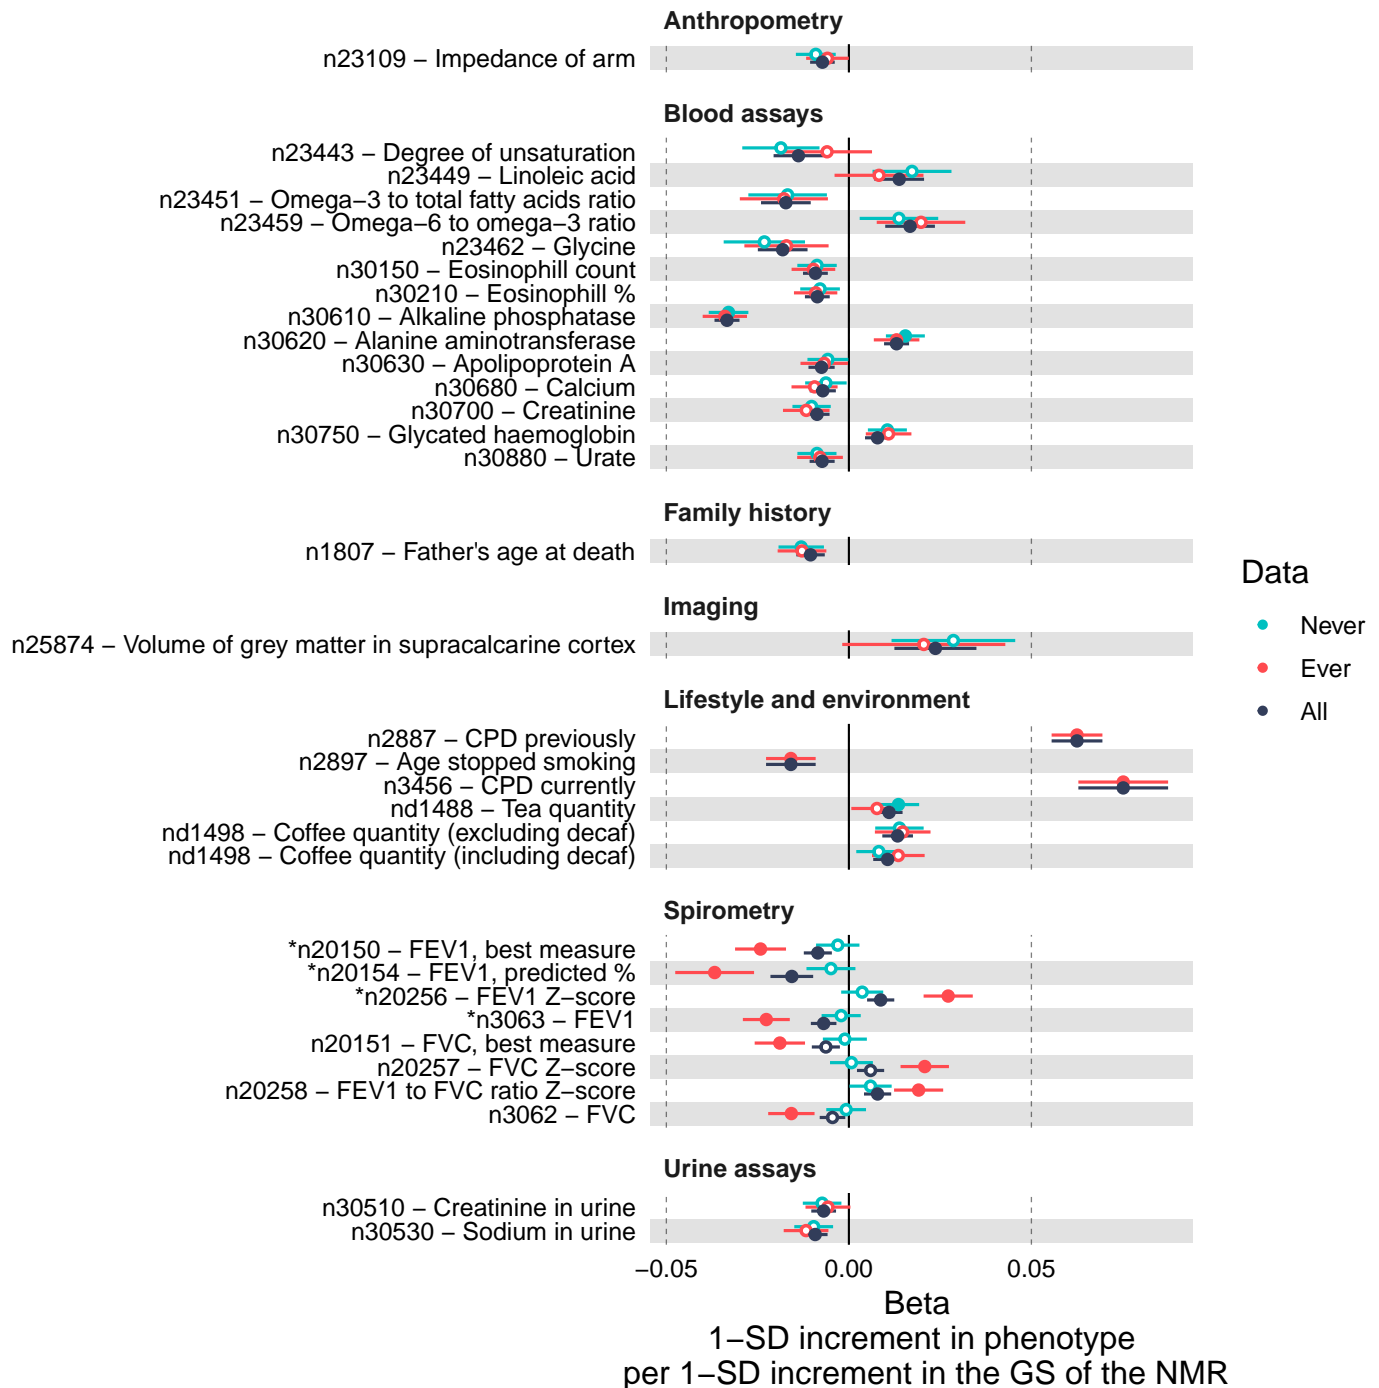 Anthropometry
n23109 – Impedance of arm
Blood assays
n23443 – Degree of unsaturation
n23449 – Linoleic acid
n23451 – Omega−3 to total fatty acids ratio
n23459 – Omega−6 to omega−3 ratio
n23462 – Glycine
n30150 – Eosinophill count
n30210 – Eosinophill %
n30610 – Alkaline phosphatase
n30620 – Alanine aminotransferase
n30630 – Apolipoprotein A
n30680 – Calcium
n30700 – Creatinine
n30750 – Glycated haemoglobin
n30880 – Urate
Family history
n1807 – Father's age at death
Imaging
n25874 – Volume of grey matter in supracalcarine cortex
Lifestyle and environment
n2887 – CPD previously
n2897 – Age stopped smoking
n3456 – CPD currently
nd1488 – Tea quantity
nd1498 – Coffee quantity (excluding decaf)
nd1498 – Coffee quantity (including decaf)
Spirometry
*n20150 – FEV1, best measure
*n20154 – FEV1, predicted %
*n20256 – FEV1 Z−score
*n3063 – FEV1
n20151 – FVC, best measure
n20257 – FVC Z−score
n20258 – FEV1 to FVC ratio Z−score
n3062 – FVC
Urine assays
n30510 – Creatinine in urine
n30530 – Sodium in urine
−0.05 0.00 0.05
Beta
1−SD increment in phenotype
per 1−SD increment in the GS of the NMR
Data
Never
Ever
All